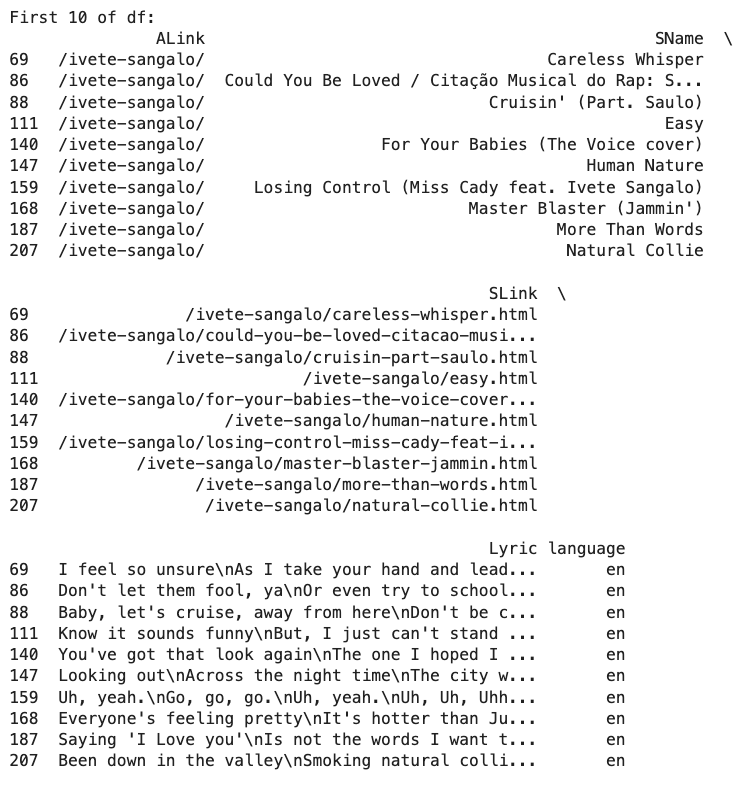 First 10 of df:
ALink SName \
69 /ivete-sangalo/ Careless Whisper
86 /ivete-sangalo/ Could You Be Loved / Citação Musical do Rap: S...
88 /ivete-sangalo/ Cruisin' (Part. Saulo)
111 /ivete-sangalo/ Easy
140 /ivete-sangalo/ For Your Babies (The Voice cover)
147 /ivete-sangalo/ Human Nature
159 /ivete-sangalo/ Losing Control (Miss Cady feat. Ivete Sangalo)
168 /ivete-sangalo/ Master Blaster (Jammin')
187 /ivete-sangalo/ More Than Words
207 /ivete-sangalo/ Natural Collie
SLink \
69 /ivete-sangalo/careless-whisper.html
86 /ivete-sangalo/could-you-be-loved-citacao-musi...
88 /ivete-sangalo/cruisin-part-saulo.html
111 /ivete-sangalo/easy.html
140 /ivete-sangalo/for-your-babies-the-voice-cover...
147 /ivete-sangalo/human-nature.html
159 /ivete-sangalo/losing-control-miss-cady-feat-i...
168 /ivete-sangalo/master-blaster-jammin.html
187 /ivete-sangalo/more-than-words.html
207 /ivete-sangalo/natural-collie.html
Lyric language
69 I feel so unsure\nAs I take your hand and lead... en
86 Don't let them fool, ya\nOr even try to school... en
88 Baby, let's cruise, away from here\nDon't be c... en
111 Know it sounds funny\nBut, I just can't stand ... en
140 You've got that look again\nThe one I hoped I ... en
147 Looking out\nAcross the night time\nThe city w... en
159 Uh, yeah.\nGo, go, go.\nUh, yeah.\nUh, Uh, Uhh... en
168 Everyone's feeling pretty\nIt's hotter than Ju... en
187 Saying 'I Love you'\nIs not the words I want t... en
207 Been down in the valley\nSmoking natural colli... en